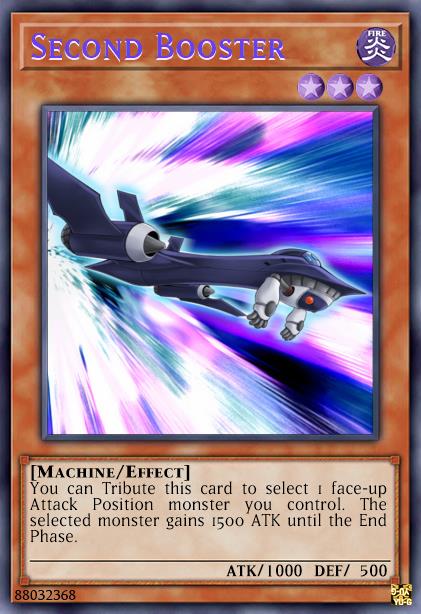 SECOND BOOSTER
FIRE
炎
[MACHINE/EFFECT]
You can Tribute this card to select 1 face-up
Attack Position monster you control. The
selected monster gains 1500 ATK until the End
Phase.
ATK/1000 DEF/ 500
88032368